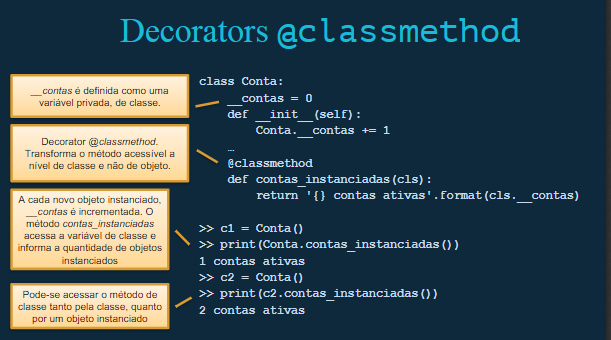 Decorators @classmethod
__contas é definida como uma
variável privada, de classe.
Decorator @classmethod.
Transforma o método acessível a
nível de classe e não de objeto.
A cada novo objeto instanciado,
__contas é incrementada. O
método contas_instanciadas
acessa a variável de classe e
informa a quantidade de objetos
instanciados
Pode-se acessar o método de
classe tanto pela classe, quanto
por um objeto instanciado
class Conta:
    __contas = 0
    def __init__(self):
        Conta.__contas += 1
    …
    @classmethod
    def contas_instanciadas(cls):
        return '{} contas ativas'.format(cls.__contas)
>> c1 = Conta()
>> print(Conta.contas_instanciadas())
1 contas ativas
>> c2 = Conta()
>> print(c2.contas_instanciadas())
2 contas ativas